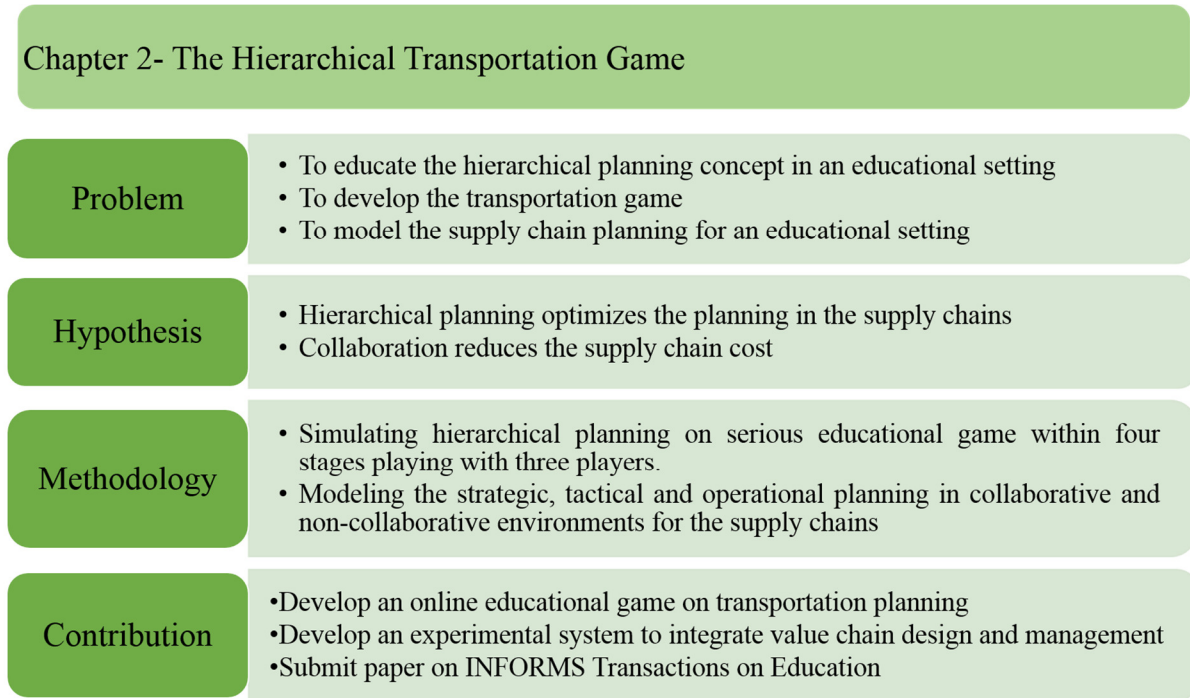 Chapter 2- The Hierarchical Transportation Game
Problem
• To educate the hierarchical planning concept in an educational setting
• To develop the transportation game
• To model the supply chain planning for an educational setting
Hypothesis
• Hierarchical planning optimizes the planning in the supply chains
• Collaboration reduces the supply chain cost
Methodology
• Simulating hierarchical planning on serious educational game within four
stages playing with three players.
• Modeling the strategic, tactical and operational planning in collaborative and
non-collaborative environments for the supply chains
Contribution
•Develop an online educational game on transportation planning
•Develop an experimental system to integrate value chain design and management
•Submit paper on INFORMS Transactions on Education